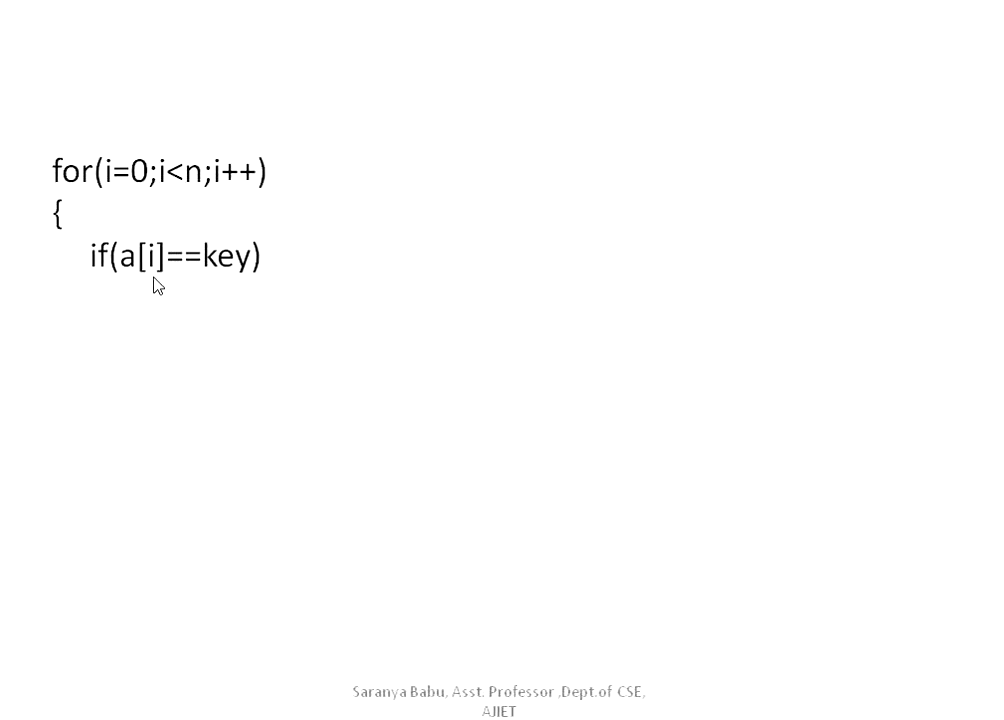 for(i=0;i<n;i++)
{
if(a[i]==key)
Saranya Babu, Asst. Professor ,Dept.of CSE,
AJIET